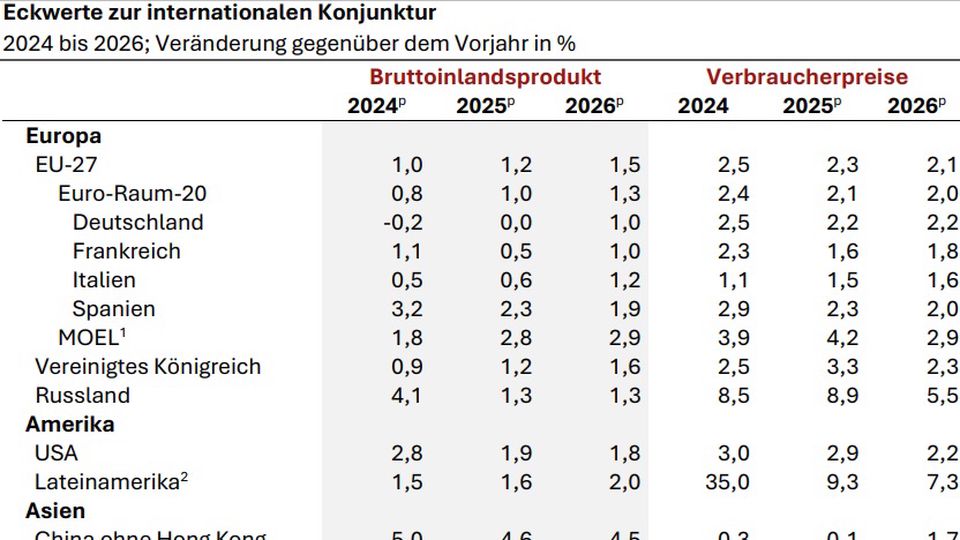 Eckwerte zur internationalen Konjunktur
2024 bis 2026; Veränderung gegenüber dem Vorjahr in %
Bruttoinlandsprodukt Verbraucherpreise
2024ᵖ 2025ᵖ 2026ᵖ 2024 2025ᵖ 2026ᵖ
Europa
EU-27 1,0 1,2 1,5 2,5 2,3 2,1
Euro-Raum-20 0,8 1,0 1,3 2,4 2,1 2,0
Deutschland -0,2 0,0 1,0 2,5 2,2 2,2
Frankreich 1,1 0,5 1,0 2,3 1,6 1,8
Italien 0,5 0,6 1,2 1,1 1,5 1,6
Spanien 3,2 2,3 1,9 2,9 2,3 2,0
MOEL¹ 1,8 2,8 2,9 3,9 4,2 2,9
Vereinigtes Königreich 0,9 1,2 1,6 2,5 3,3 2,3
Russland 4,1 1,3 1,3 8,5 8,9 5,5
Amerika
USA 2,8 1,9 1,8 3,0 2,9 2,2
Lateinamerika² 1,5 1,6 2,0 35,0 9,3 7,3
Asien
China ohne Hong Kong 5,0 4,6 4,5 0,3 0,1 1,7